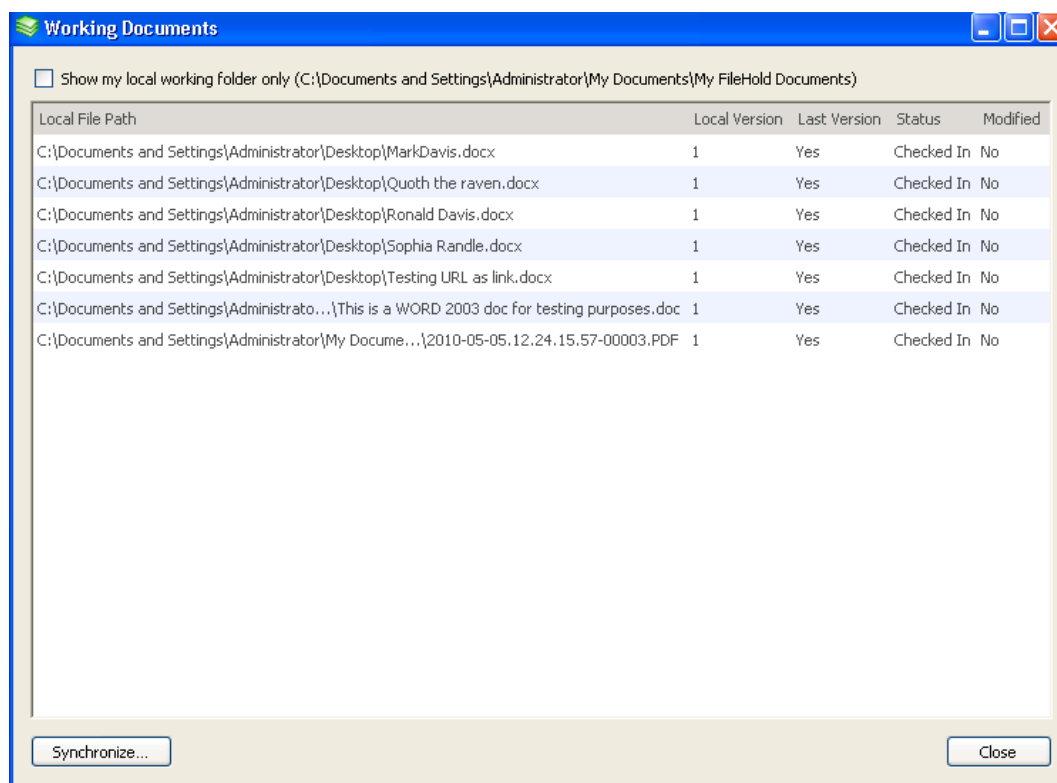 Working Documents
Show my local working folder only (C:\Documents and Settings\Administrator\My Documents\My FileHold Documents)
Local File Path Local Version Last Version Status Modified
C:\Documents and Settings\Administrator\Desktop\MarkDavis.docx 1 Yes Checked In No
C:\Documents and Settings\Administrator\Desktop\Quoth the raven.docx 1 Yes Checked In No
C:\Documents and Settings\Administrator\Desktop\Ronald Davis.docx 1 Yes Checked In No
C:\Documents and Settings\Administrator\Desktop\Sophia Randle.docx 1 Yes Checked In No
C:\Documents and Settings\Administrator\Desktop\Testing URL as link.docx 1 Yes Checked In No
C:\Documents and Settings\Administrato...\This is a WORD 2003 doc for testing purposes.doc 1 Yes Checked In No
C:\Documents and Settings\Administrator\My Docume...\2010-05-05.12.24.15.57-00003.PDF 1 Yes Checked In No
Synchronize... Close